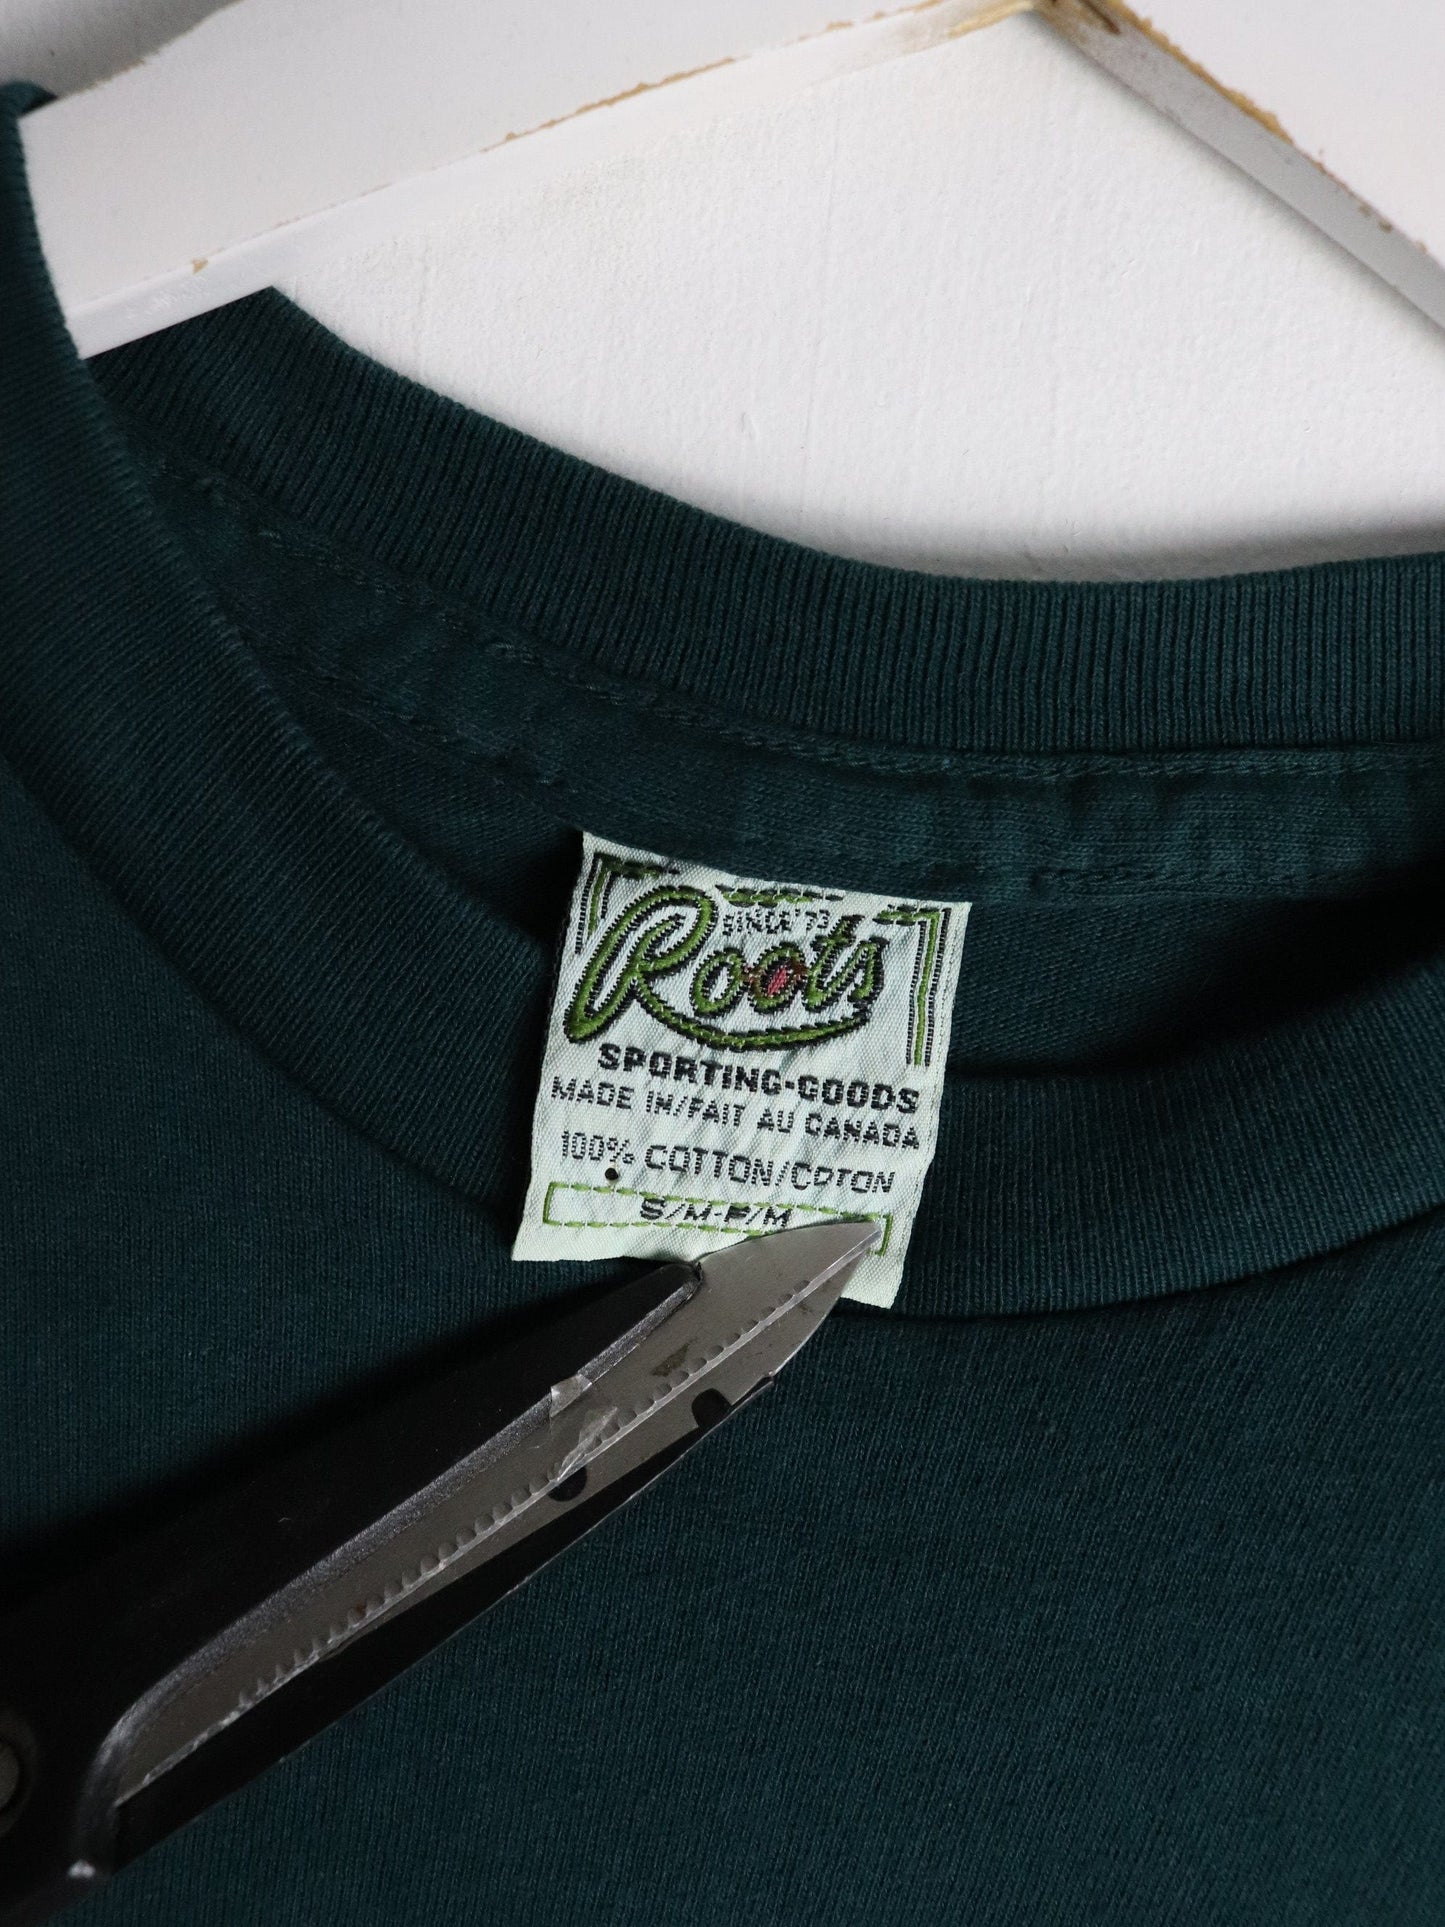 SINCE '73
Roots
SPORTING-GOODS
MADE IN/FAIT AU CANADA
100% COTTON/COTON
S/M-P/M